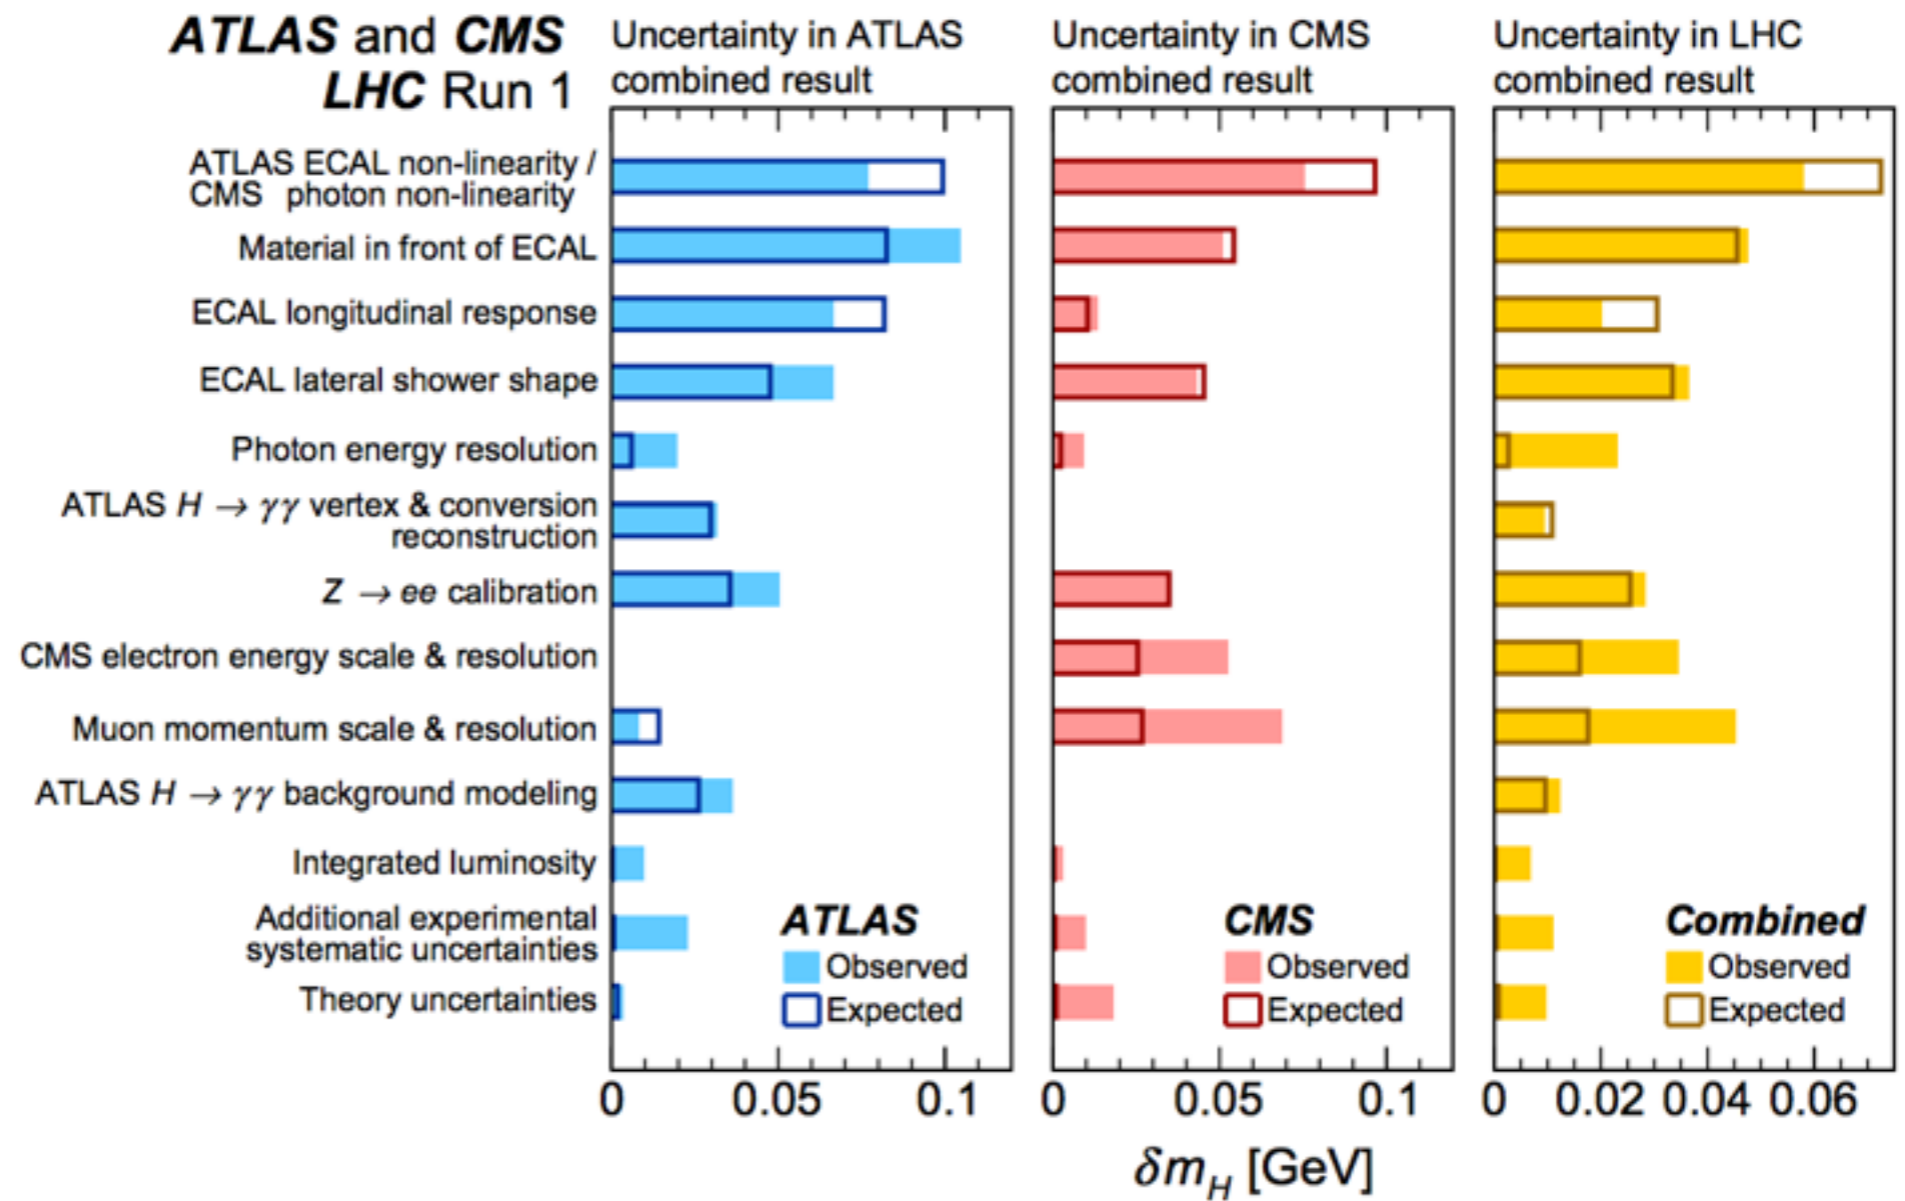 ATLAS and CMS
LHC Run 1
Uncertainty in ATLAS
combined result
Uncertainty in CMS
combined result
Uncertainty in LHC
combined result
ATLAS ECAL non-linearity /
CMS photon non-linearity
Material in front of ECAL
ECAL longitudinal response
ECAL lateral shower shape
Photon energy resolution
ATLAS H → γγ vertex & conversion
reconstruction
Z → ee calibration
CMS electron energy scale & resolution
Muon momentum scale & resolution
ATLAS H → γγ background modeling
Integrated luminosity
Additional experimental
systematic uncertainties
Theory uncertainties
ATLAS
Observed
Expected
CMS
Observed
Expected
Combined
Observed
Expected
0 0.05 0.1
0 0.05 0.1
0 0.02 0.04 0.06
δm_H [GeV]